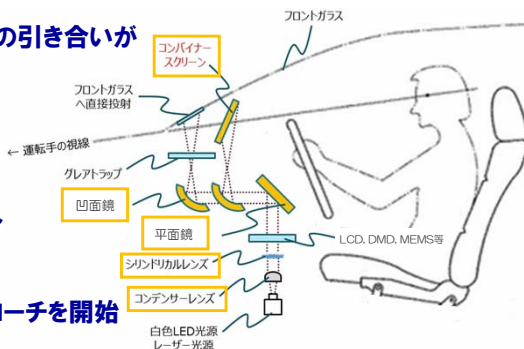 の引き合いが
フロントガラス
コンバイナー
スクリーン
フロントガラス
へ直接投射
← 運転手の視線
グレアトラップ
凹面鏡
平面鏡
LCD、DMD、MEMS等
シリンドリカルレンズ
コンデンサーレンズ
ローチを開始
白色LED光源
レーザー光源